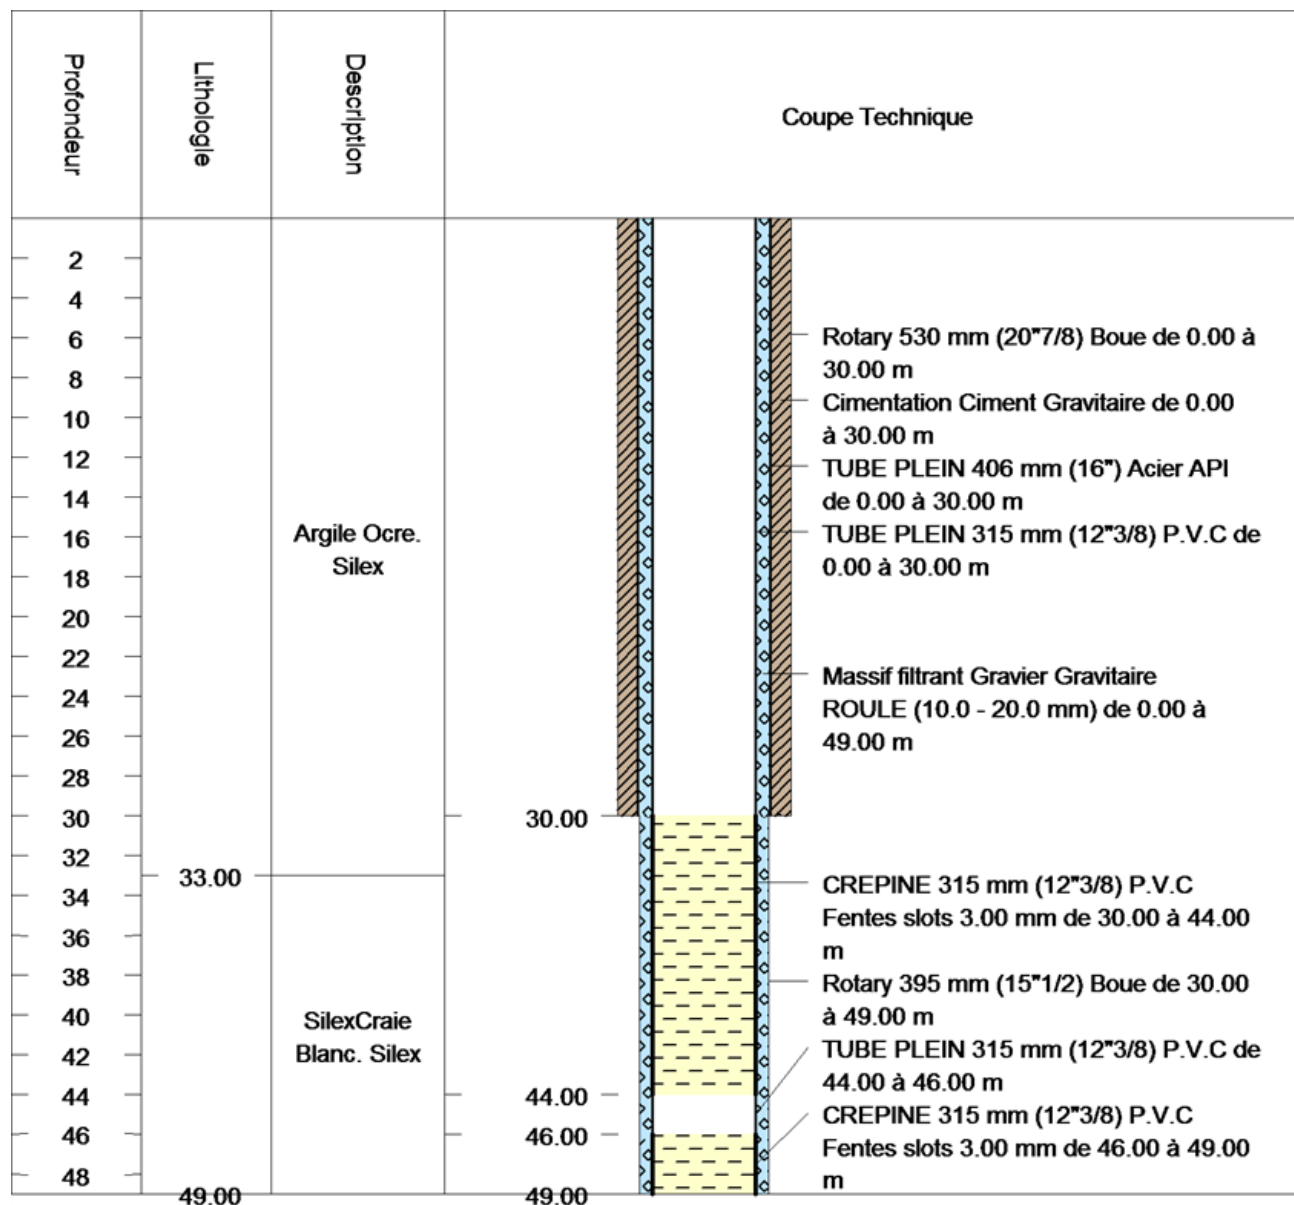 Profondeur
Lithologie
Description
Coupe Technique
2
4
6
8
10
12
14
16
18
20
22
24
26
28
30
32
34
36
38
40
42
44
46
48
33.00
49.00
Argile Ocre.
Silex
SilexCraie
Blanc. Silex
30.00
44.00
46.00
49.00
Rotary 530 mm (20"7/8) Boue de 0.00 à
30.00 m
Cimentation Ciment Gravitaire de 0.00
à 30.00 m
TUBE PLEIN 406 mm (16") Acier API
de 0.00 à 30.00 m
TUBE PLEIN 315 mm (12"3/8) P.V.C de
0.00 à 30.00 m
Massif filtrant Gravier Gravitaire
ROULE (10.0 - 20.0 mm) de 0.00 à
49.00 m
CREPINE 315 mm (12"3/8) P.V.C
Fentes slots 3.00 mm de 30.00 à 44.00
m
Rotary 395 mm (15"1/2) Boue de 30.00
à 49.00 m
TUBE PLEIN 315 mm (12"3/8) P.V.C de
44.00 à 46.00 m
CREPINE 315 mm (12"3/8) P.V.C
Fentes slots 3.00 mm de 46.00 à 49.00
m